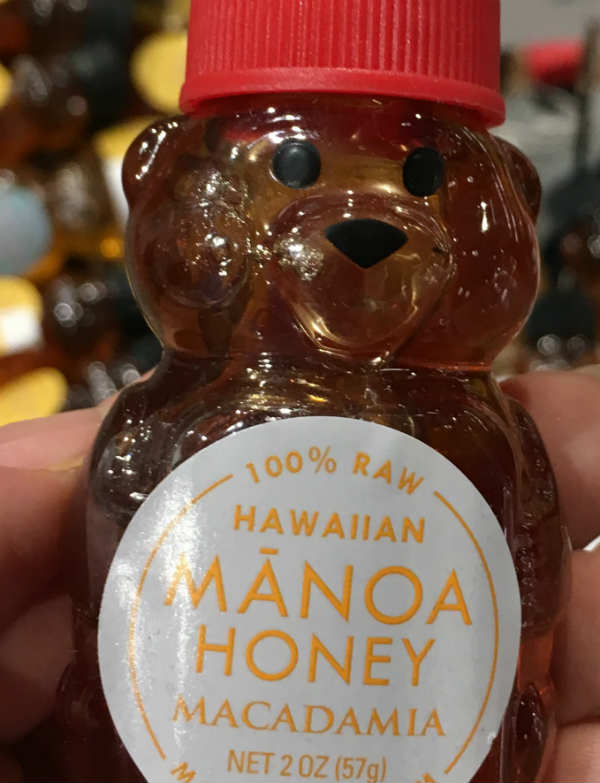 100% RAW
HAWAIIAN
MĀNOA
HONEY
MACADAMIA
NET 2 OZ (57g)